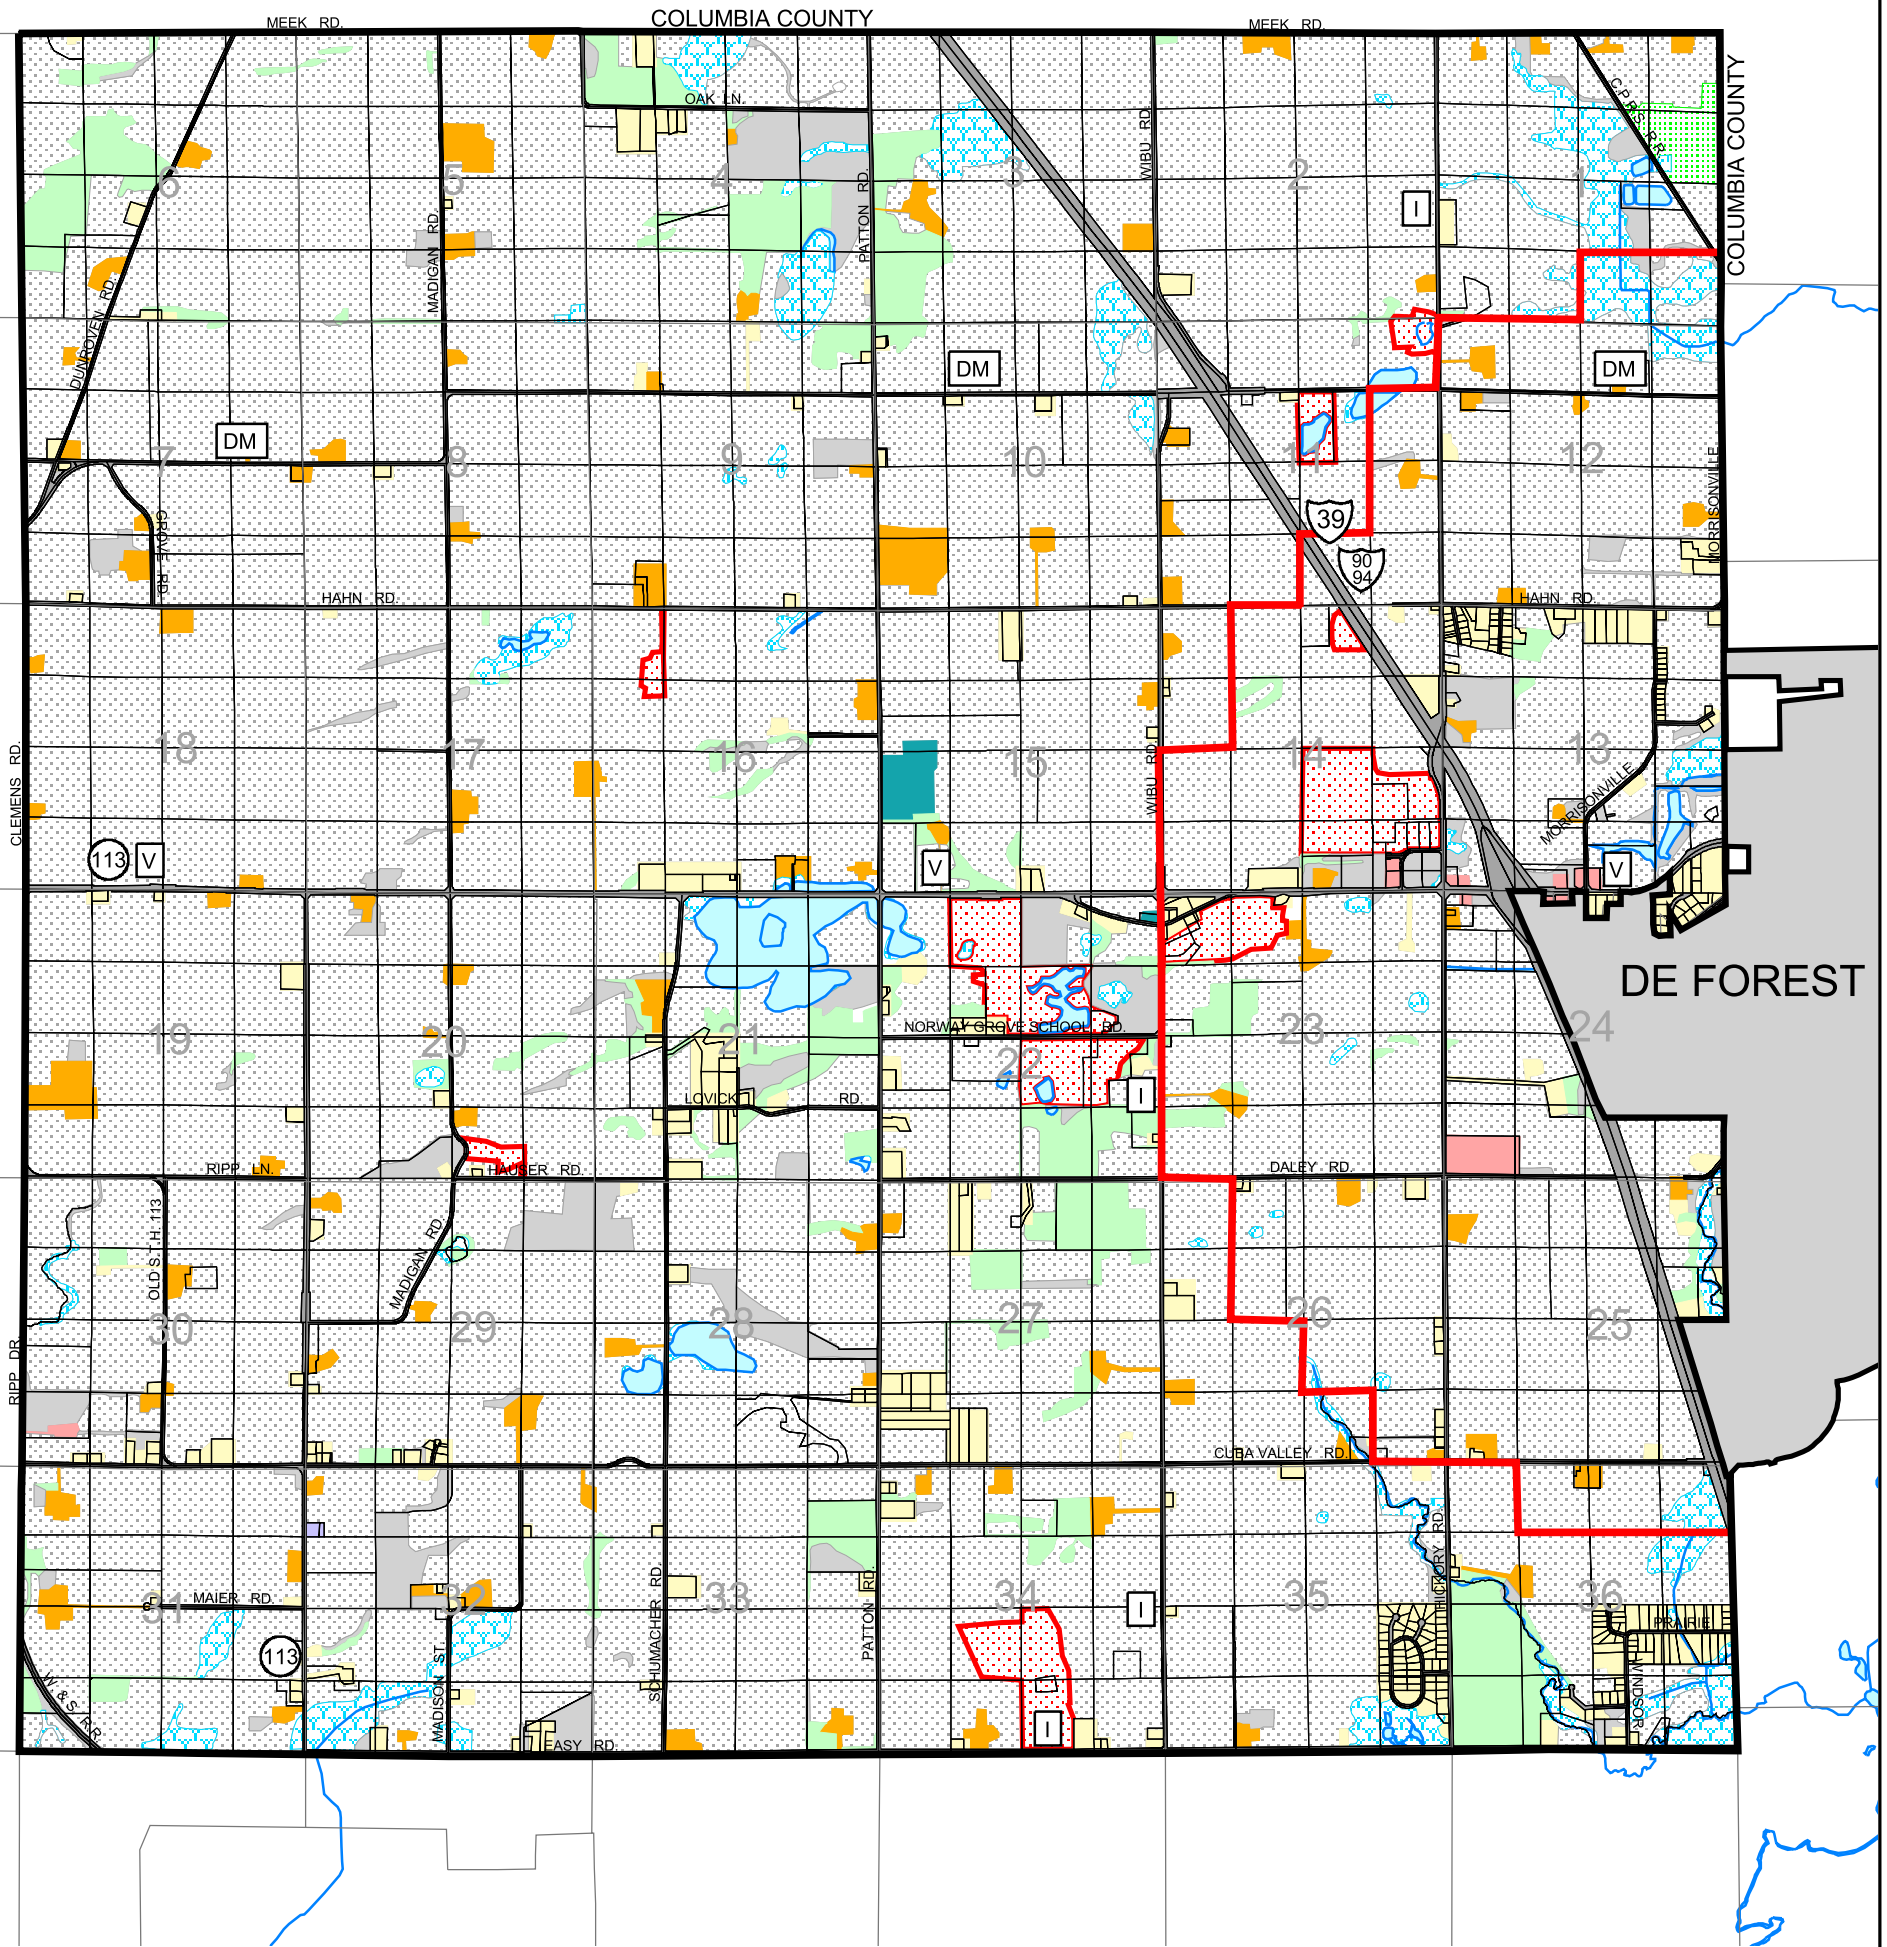 COLUMBIA COUNTY
MEEK RD.
MEEK RD.
COLUMBIA COUNTY
C.P.R.S. R.R.
OAK LN.
WIBU RD.
PATTON RD.
MADIGAN RD.
DUNROVEN RD.
6
5
4
3
2
1
I
DM
DM
DM
7
8
9
10
11
12
39
90
94
MORRISONVILLE
GROVE RD.
HAHN RD.
HAHN RD.
18
17
16
15
14
13
CLEMENS RD.
WIBU RD.
MORRISONVILLE
113
V
V
V
DE FOREST
19
20
21
22
23
24
NORWAY GROVE SCHOOL RD.
LOVICK RD.
I
RIPP LN.
HAUSER RD.
DALEY RD.
OLD S.T.H. 113
MADIGAN RD.
30
29
28
27
26
25
RIPP DR.
CUBA VALLEY RD.
HICKORY RD.
31
32
33
34
35
36
MAIER RD.
SCHUMACHER RD.
PATTON RD.
I
PRAIRIE
113
W. & S. R.R.
MADISON ST.
WINDSOR
I
EASY RD.